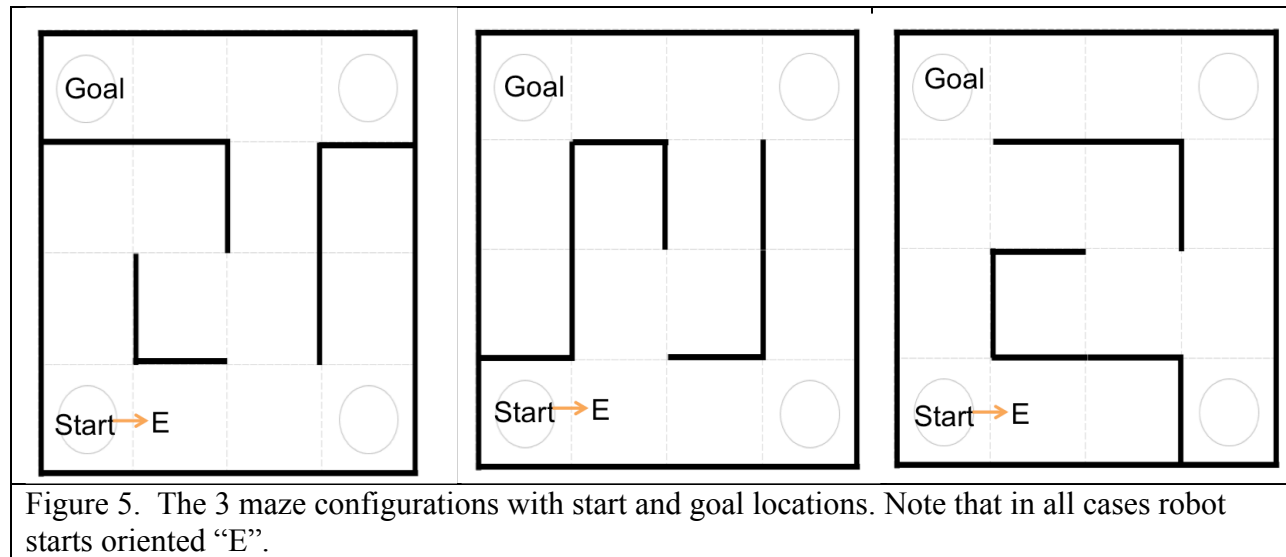 Goal
Goal
Goal
Start E
Start E
Start E
Figure 5.  The 3 maze configurations with start and goal locations. Note that in all cases robot
starts oriented “E”.